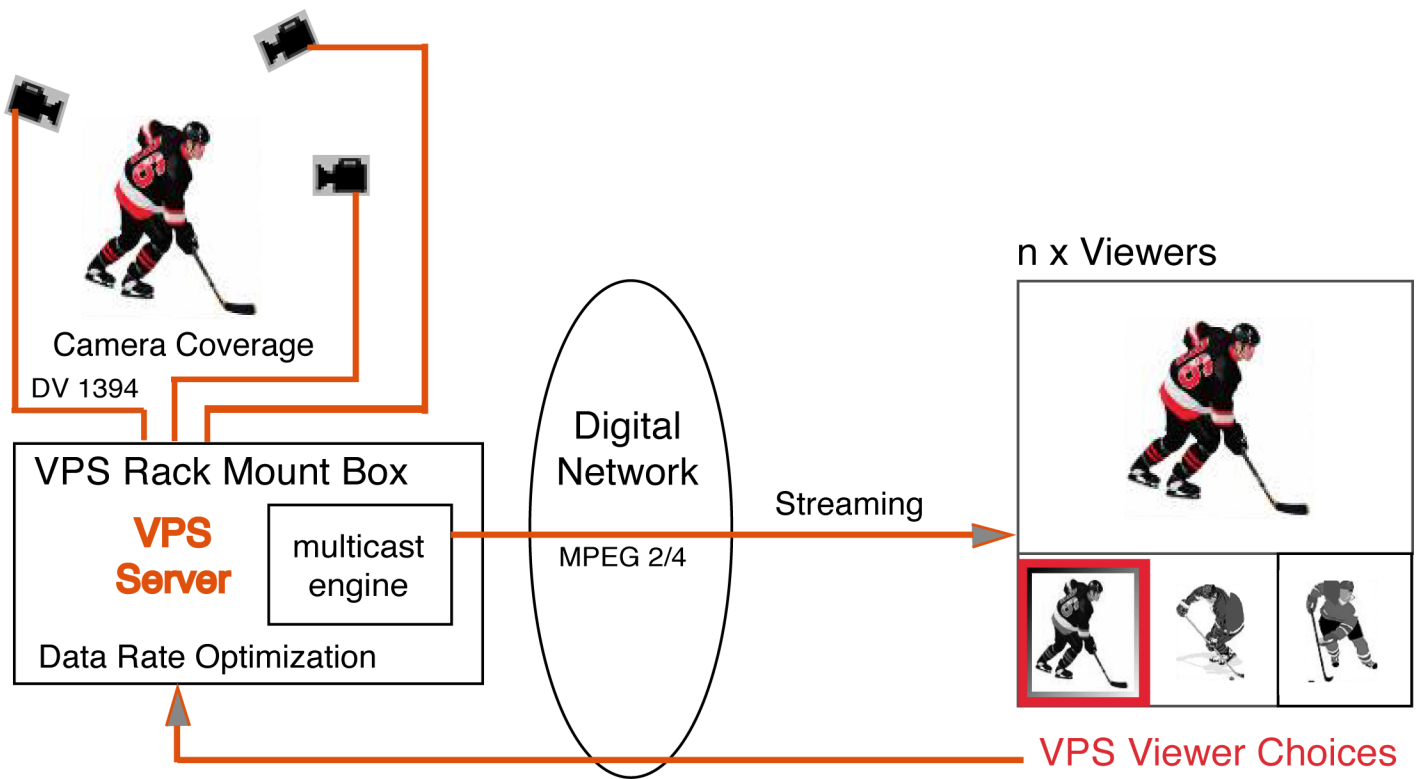 Camera Coverage
DV 1394
VPS Rack Mount Box
VPS
Server
multicast
engine
Data Rate Optimization
Digital
Network
MPEG 2/4
Streaming
n x Viewers
VPS Viewer Choices